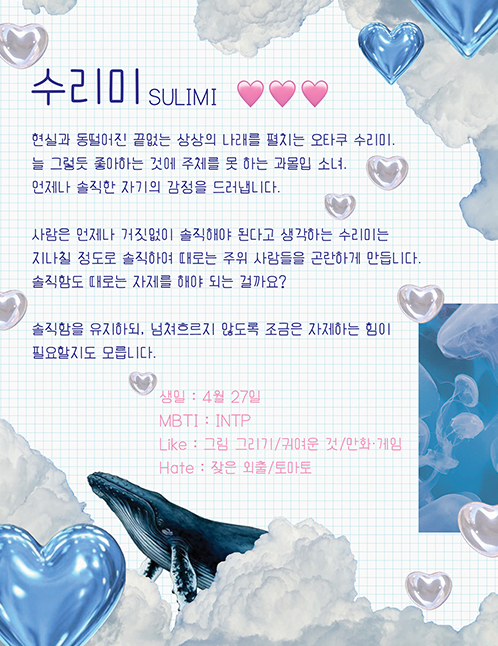 수리미 SULIMI 🩷🩷🩷
현실과 동떨어진 끝없는 상상의 나래를 펼치는 오타쿠 수리미.
늘 그렇듯 좋아하는 것에 주체를 못 하는 과몰입 소녀.
언제나 솔직한 자기의 감정을 드러냅니다.
사람은 언제나 거짓없이 솔직해야 된다고 생각하는 수리미는
지나칠 정도로 솔직하여 때로는 주위 사람들을 곤란하게 만듭니다.
솔직함도 때로는 자제를 해야 되는 걸까요?
솔직함을 유지하되, 넘쳐흐르지 않도록 조금은 자제하는 힘이
필요할지도 모릅니다.
생일 : 4월 27일
MBTI : INTP
Like : 그림 그리기/귀여운 것/만화·게임
Hate : 잦은 외출/토마토